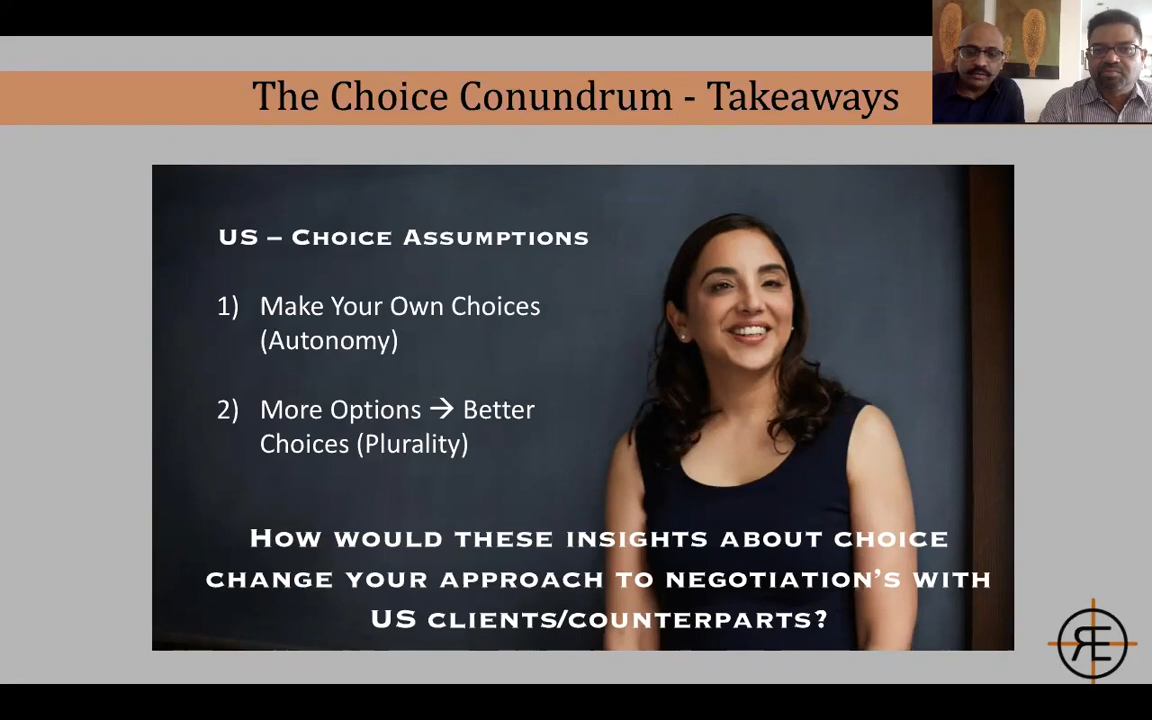 The Choice Conundrum - Takeaways
US – Choice Assumptions
1) Make Your Own Choices
(Autonomy)
2) More Options → Better
Choices (Plurality)
How would these insights about choice
change your approach to negotiation's with
US clients/counterparts?
RE